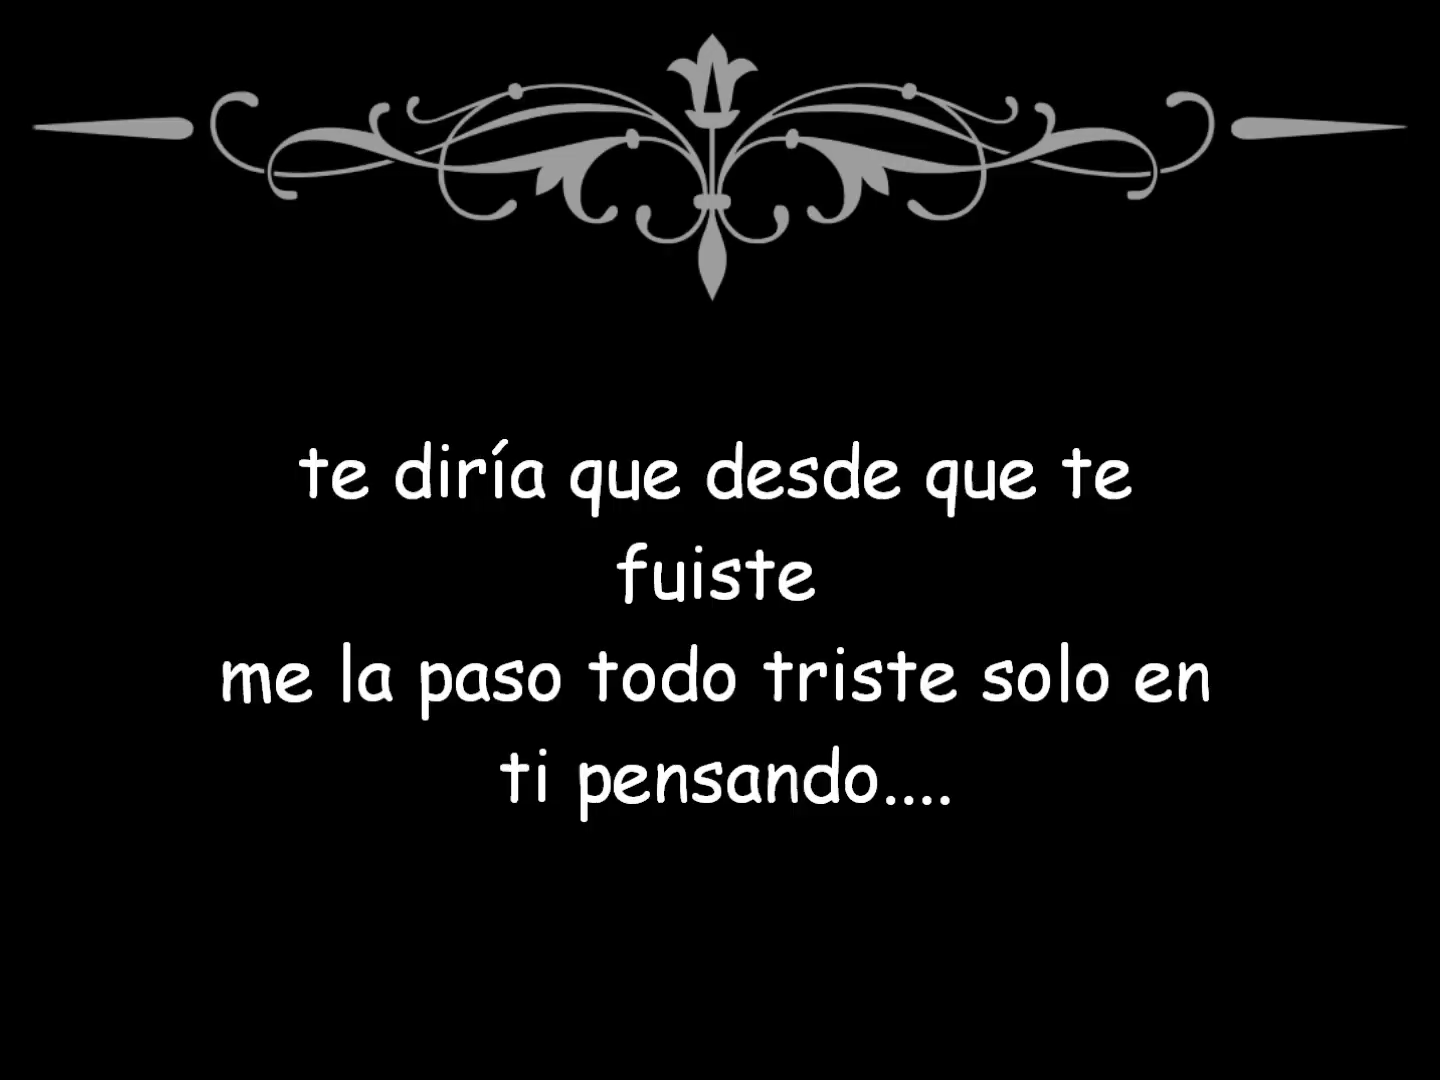 te diría que desde que te
fuiste
me la paso todo triste solo en
ti pensando....